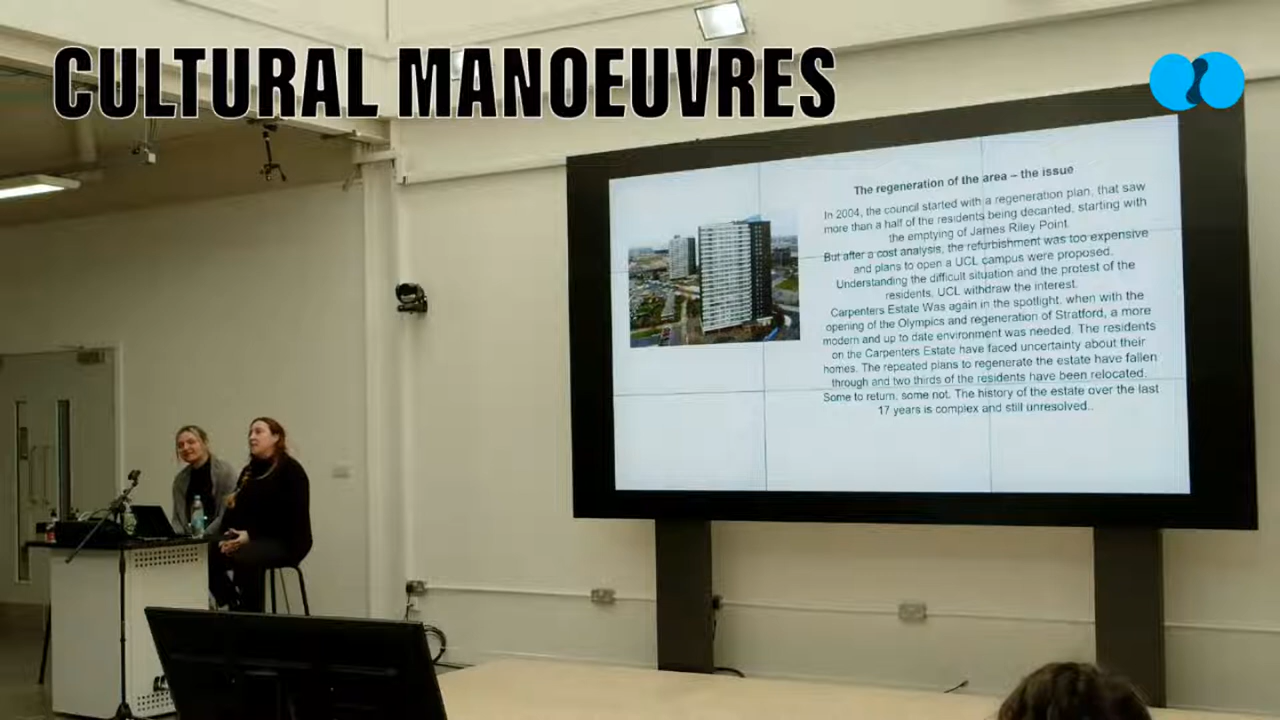 CULTURAL MANOEUVRES
The regeneration of the area – the issue
In 2004, the council started with a regeneration plan, that saw
more than a half of the residents being decanted, starting with
the emptying of James Riley Point.
But after a cost analysis, the refurbishment was too expensive
and plans to open a UCL campus were proposed.
Understanding the difficult situation and the protest of the
residents, UCL withdraw the interest.
Carpenters Estate Was again in the spotlight, when with the
opening of the Olympics and regeneration of Stratford, a more
modern and up to date environment was needed. The residents
on the Carpenters Estate have faced uncertainty about their
homes. The repeated plans to regenerate the estate have fallen
through and two thirds of the residents have been relocated.
Some to return, some not. The history of the estate over the last
17 years is complex and still unresolved..